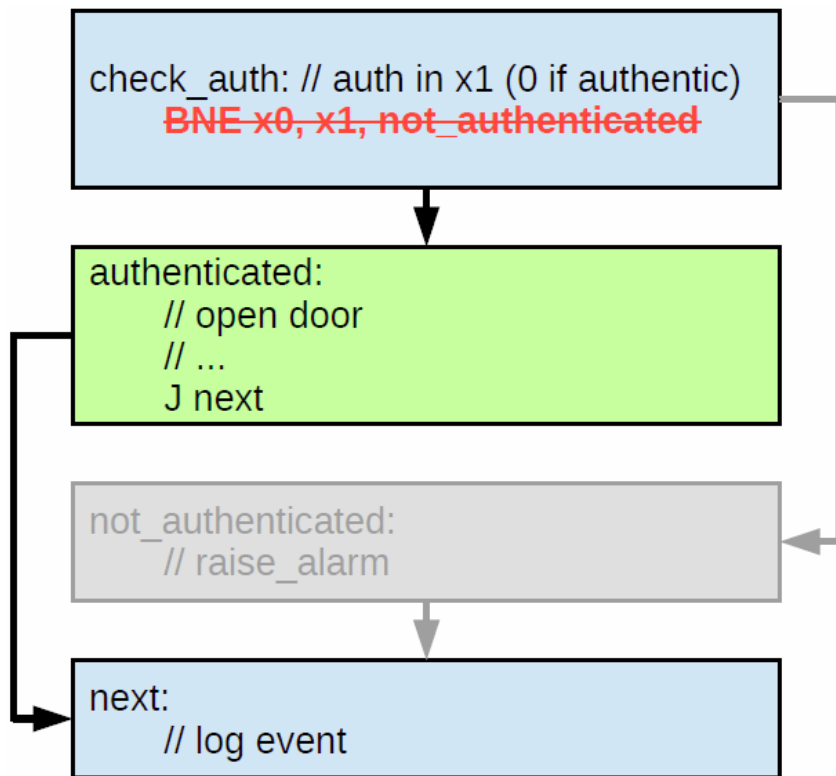 check_auth: // auth in x1 (0 if authentic)
BNE x0, x1, not_authenticated
authenticated:
// open door
// ...
J next
not_authenticated:
// raise_alarm
next:
// log event